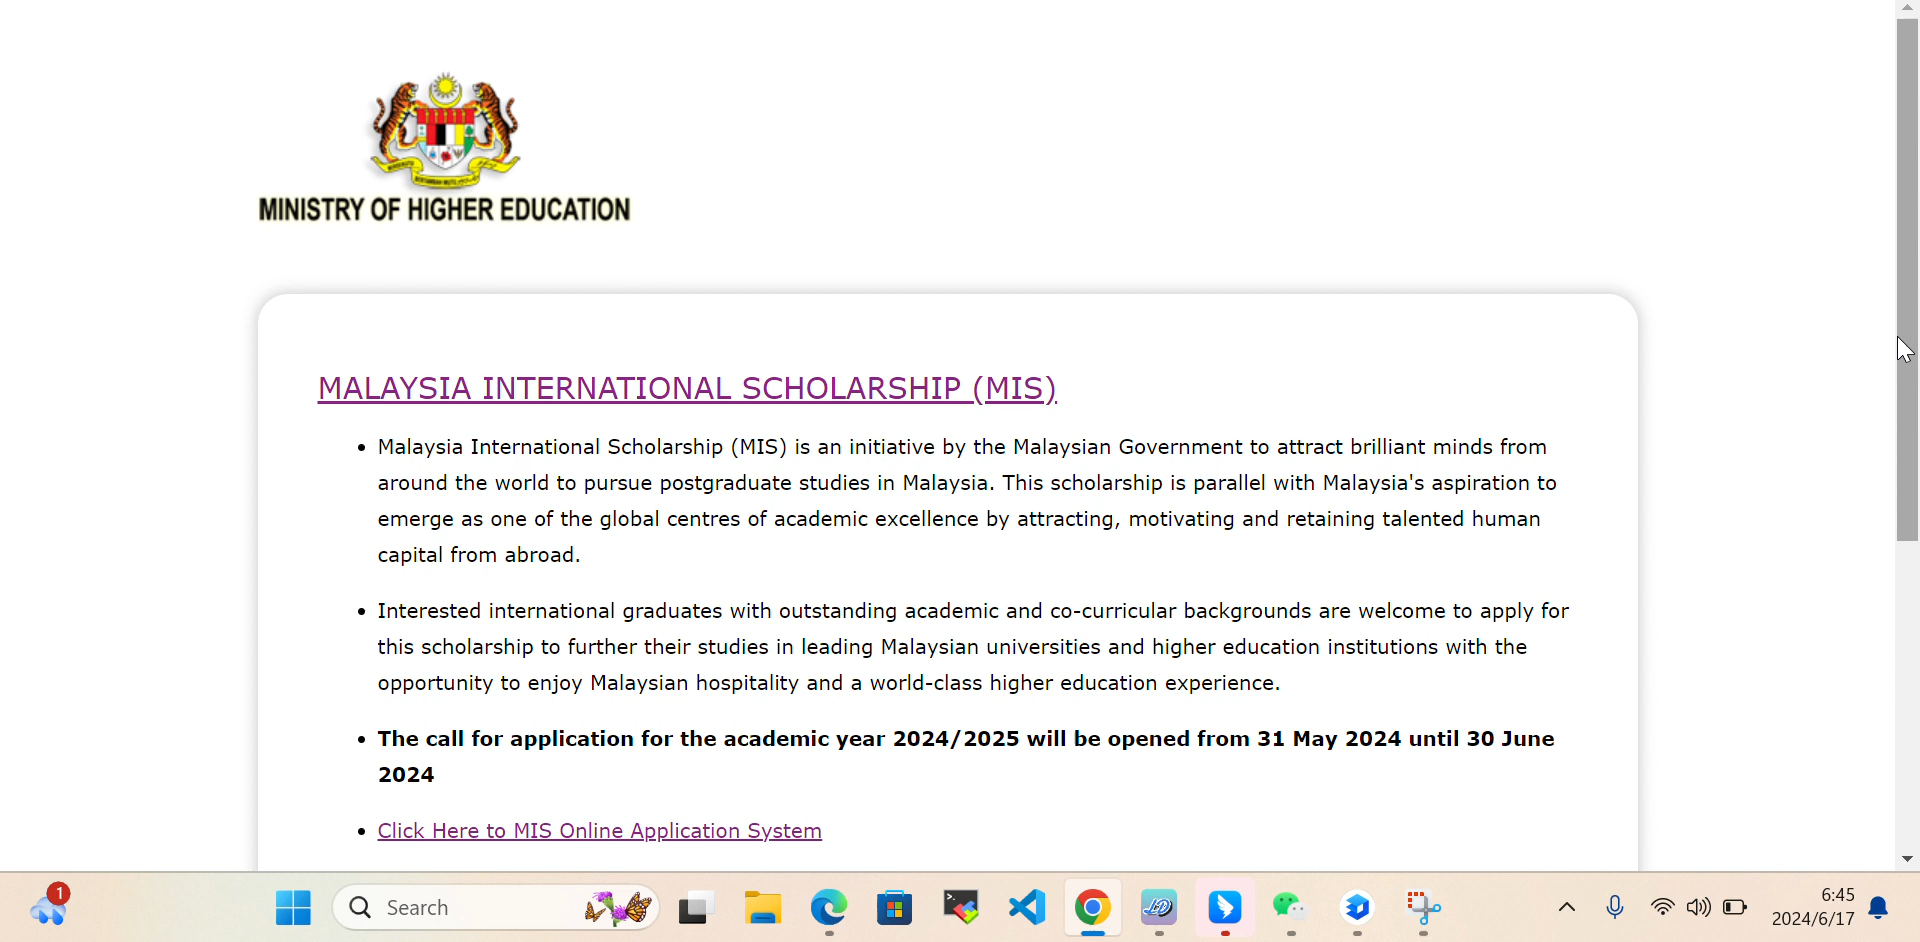 MINISTRY OF HIGHER EDUCATION
MALAYSIA INTERNATIONAL SCHOLARSHIP (MIS)
Malaysia International Scholarship (MIS) is an initiative by the Malaysian Government to attract brilliant minds from
around the world to pursue postgraduate studies in Malaysia. This scholarship is parallel with Malaysia's aspiration to
emerge as one of the global centres of academic excellence by attracting, motivating and retaining talented human
capital from abroad.
Interested international graduates with outstanding academic and co-curricular backgrounds are welcome to apply for
this scholarship to further their studies in leading Malaysian universities and higher education institutions with the
opportunity to enjoy Malaysian hospitality and a world-class higher education experience.
The call for application for the academic year 2024/2025 will be opened from 31 May 2024 until 30 June
2024
Click Here to MIS Online Application System
1
Search
6:45
2024/6/17